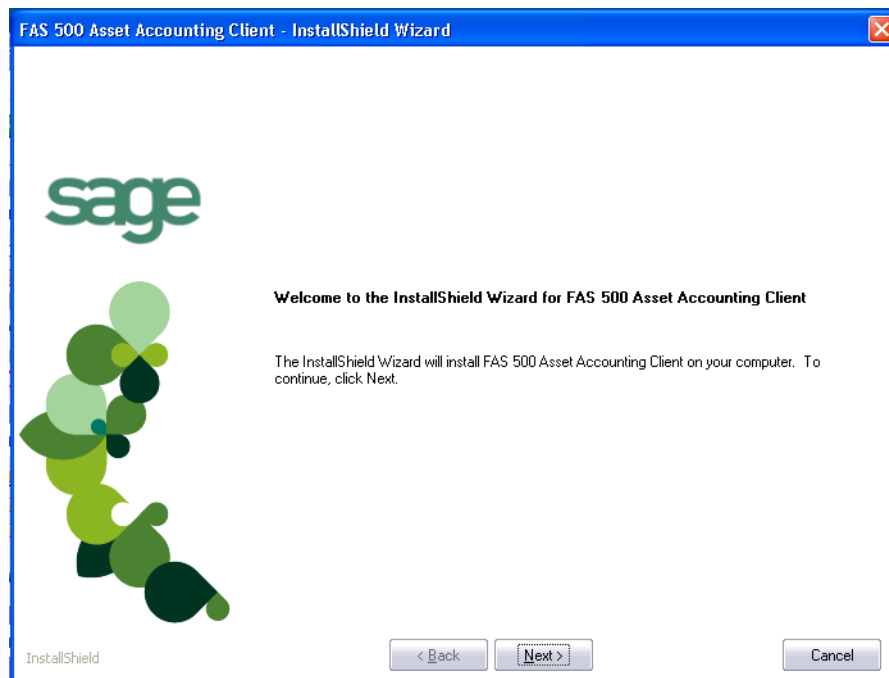 FAS 500 Asset Accounting Client - InstallShield Wizard
sage
Welcome to the InstallShield Wizard for FAS 500 Asset Accounting Client
The InstallShield Wizard will install FAS 500 Asset Accounting Client on your computer. To
continue, click Next.
InstallShield
< Back
Next >
Cancel